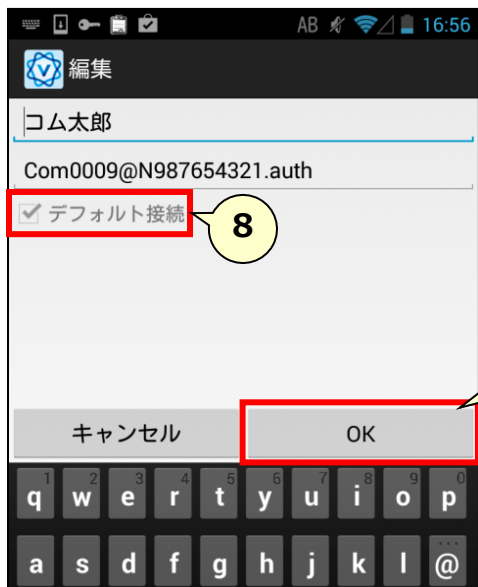 AB 16:56
編集
コム太郎
Com0009@N987654321.auth
デフォルト接続
8
キャンセル OK
1 2 3 4 5 6 7 8 9 0
q w e r t y u i o p
a s d f g h j k l @